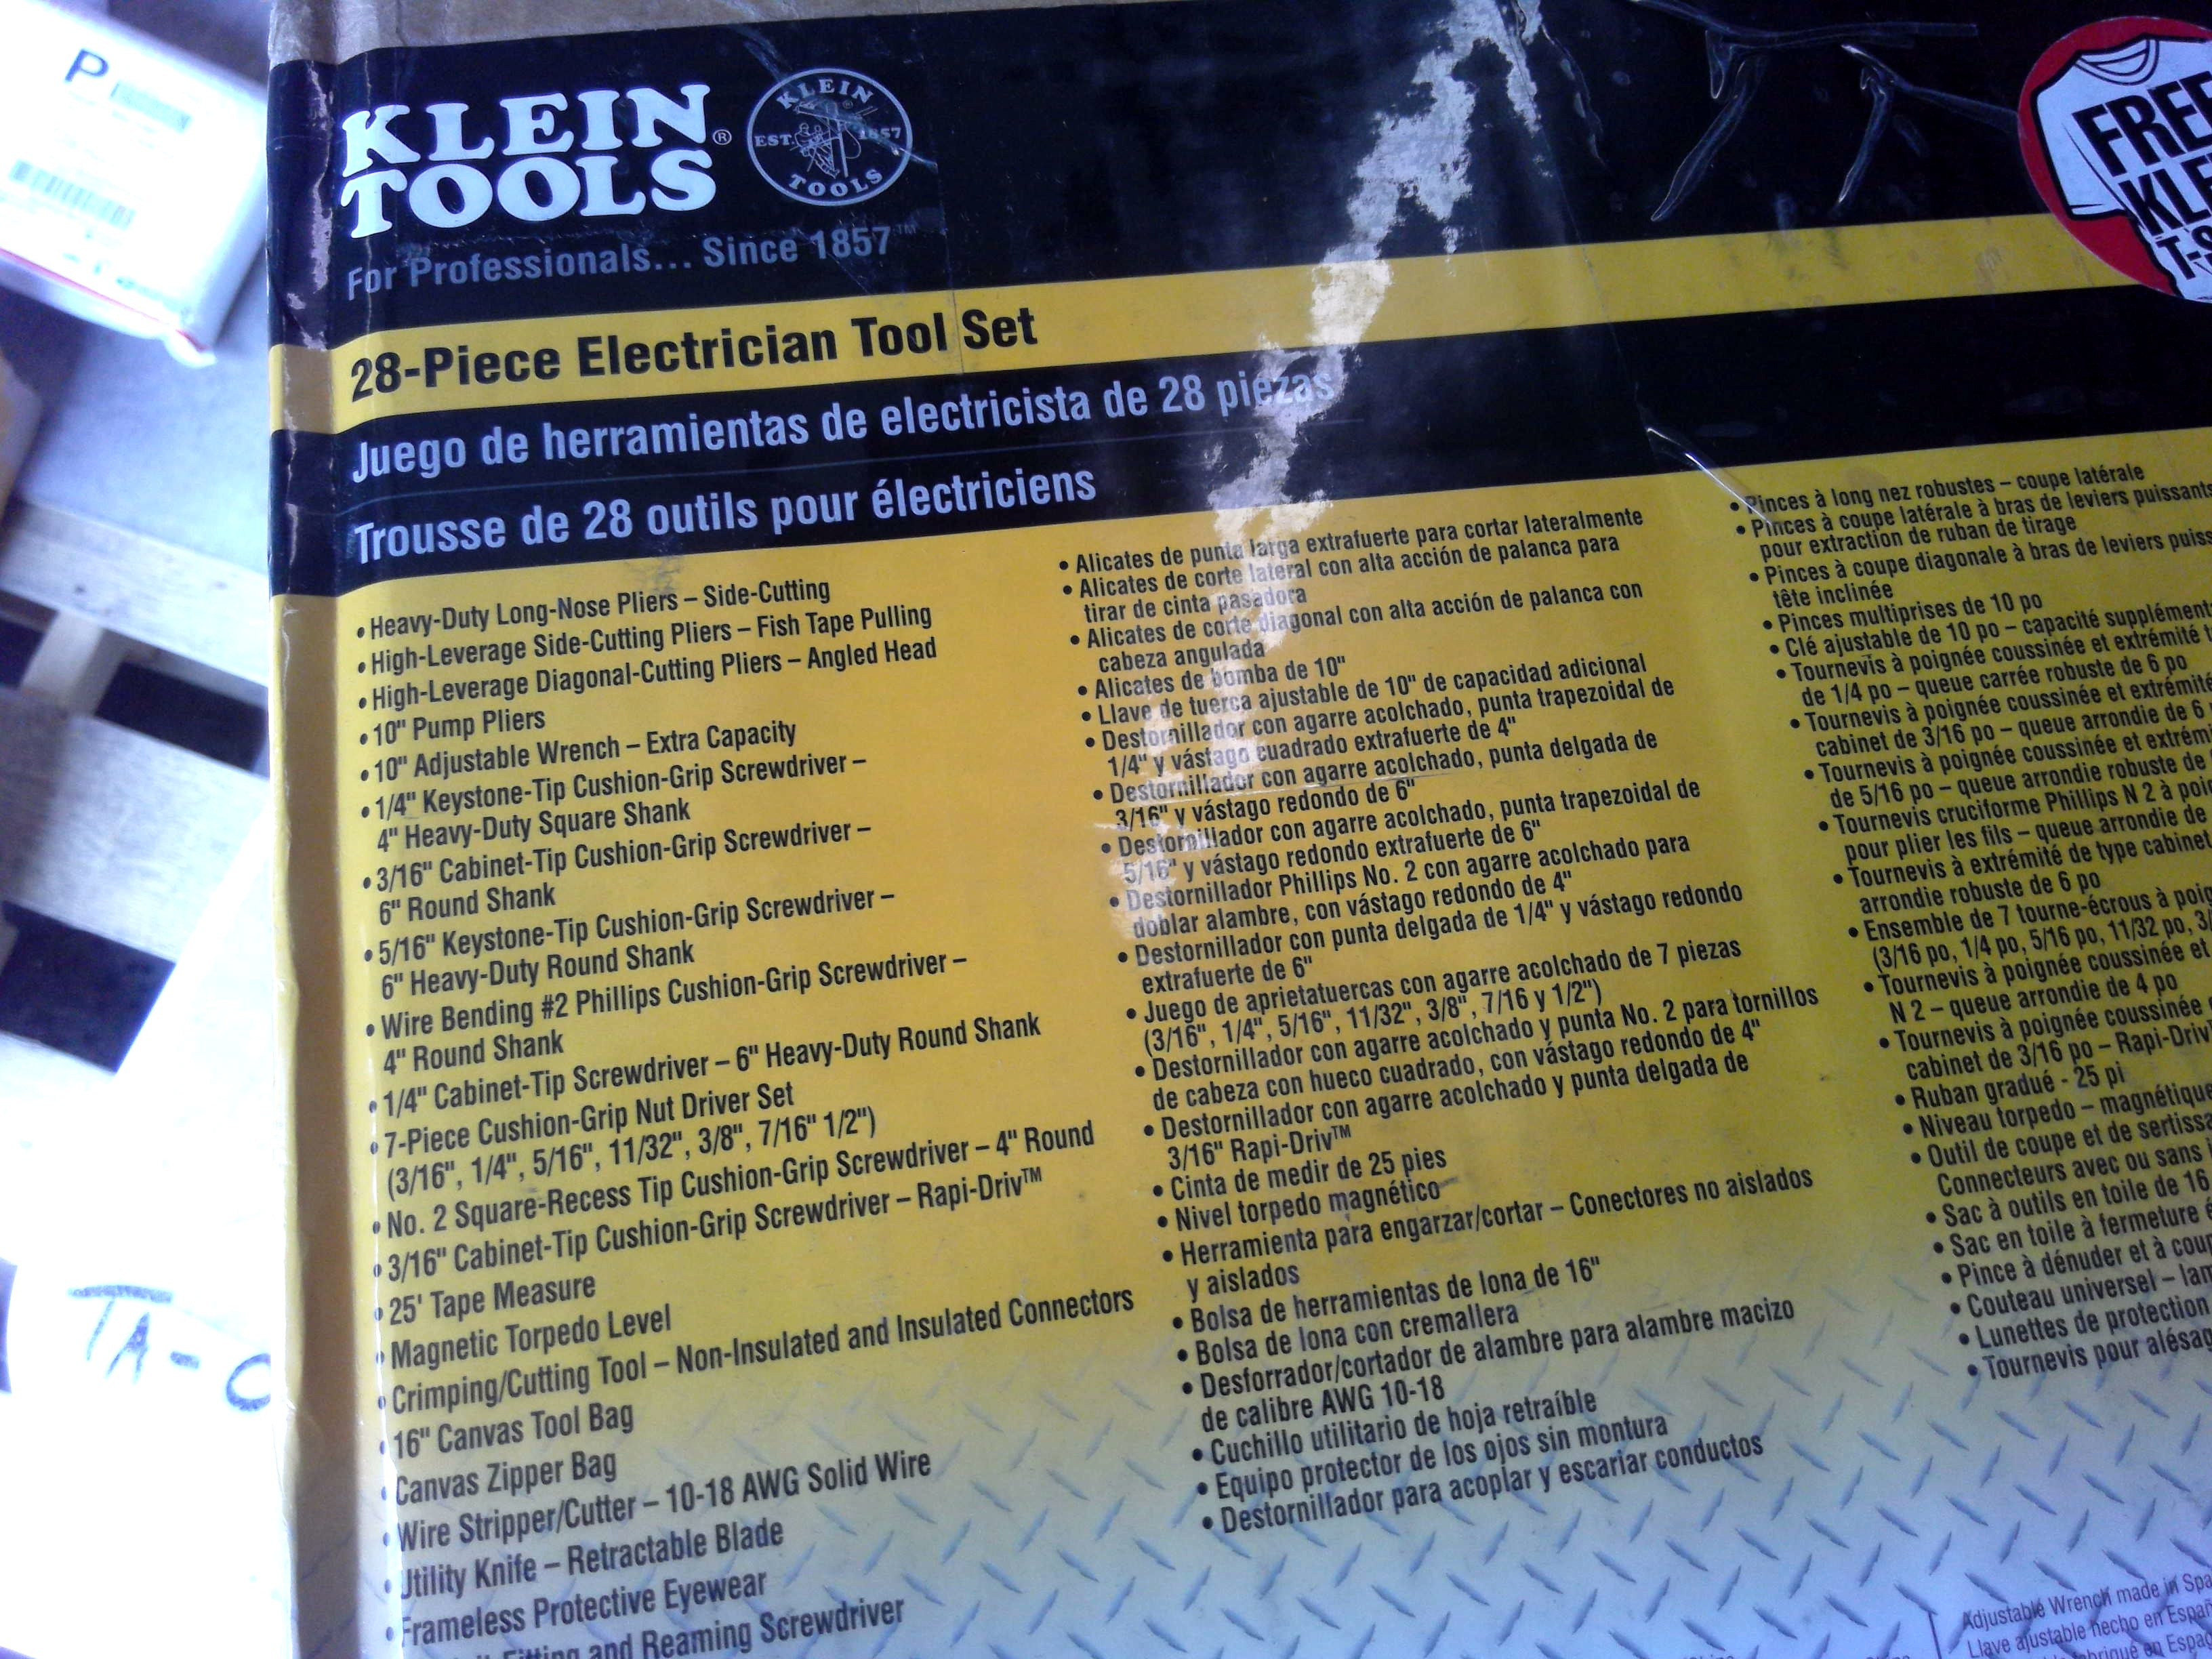 P
KLEIN
TOOLS®
KLEIN
EST. 1857
TOOLS
For Professionals... Since 1857™
FREE
T-S
28-Piece Electrician Tool Set
Juego de herramientas de electricista de 28 piezas
Trousse de 28 outils pour électriciens
• Heavy-Duty Long-Nose Pliers – Side-Cutting
• High-Leverage Side-Cutting Pliers – Fish Tape Pulling
• High-Leverage Diagonal-Cutting Pliers – Angled Head
• 10" Pump Pliers
• 10" Adjustable Wrench – Extra Capacity
• 1/4" Keystone-Tip Cushion-Grip Screwdriver –
4" Heavy-Duty Square Shank
• 3/16" Cabinet-Tip Cushion-Grip Screwdriver –
6" Round Shank
• 5/16" Keystone-Tip Cushion-Grip Screwdriver –
6" Heavy-Duty Round Shank
• Wire Bending #2 Phillips Cushion-Grip Screwdriver –
4" Round Shank
• 1/4" Cabinet-Tip Screwdriver – 6" Heavy-Duty Round Shank
• 7-Piece Cushion-Grip Nut Driver Set
(3/16", 1/4", 5/16", 11/32", 3/8", 7/16" 1/2")
• No. 2 Square-Recess Tip Cushion-Grip Screwdriver – 4" Round
• 3/16" Cabinet-Tip Cushion-Grip Screwdriver – Rapi-Driv™
• 25' Tape Measure
• Magnetic Torpedo Level
• Crimping/Cutting Tool – Non-Insulated and Insulated Connectors
• 16" Canvas Tool Bag
• Canvas Zipper Bag
• Wire Stripper/Cutter – 10-18 AWG Solid Wire
• Utility Knife – Retractable Blade
• Frameless Protective Eyewear
Fitting and Reaming Screwdriver
• Alicates de punta larga extrafuerte para cortar lateralmente
• Alicates de corte lateral con alta acción de palanca para
tirar de cinta pasadora
• Alicates de corte diagonal con alta acción de palanca con
cabeza angulada
• Alicates de bomba de 10"
• Llave de tuerca ajustable de 10" de capacidad adicional
• Destornillador con agarre acolchado, punta trapezoidal de
1/4" y vástago cuadrado extrafuerte de 4"
• Destornillador con agarre acolchado, punta delgada de
3/16" y vástago redondo de 6"
• Destornillador con agarre acolchado, punta trapezoidal de
5/16" y vástago redondo extrafuerte de 6"
• Destornillador Phillips No. 2 con agarre acolchado para
doblar alambre, con vástago redondo de 4"
• Destornillador con punta delgada de 1/4" y vástago redondo
extrafuerte de 6"
• Juego de aprietatuercas con agarre acolchado de 7 piezas
(3/16", 1/4", 5/16", 11/32", 3/8", 7/16 y 1/2")
• Destornillador con agarre acolchado y punta No. 2 para tornillos
de cabeza con hueco cuadrado, con vástago redondo de 4"
• Destornillador con agarre acolchado y punta delgada de
3/16" Rapi-Driv™
• Cinta de medir de 25 pies
• Nivel torpedo magnético
• Herramienta para engarzar/cortar – Conectores no aislados
y aislados
• Bolsa de herramientas de lona de 16"
• Bolsa de lona con cremallera
• Desforrador/cortador de alambre para alambre macizo
de calibre AWG 10-18
• Cuchillo utilitario de hoja retraíble
• Equipo protector de los ojos sin montura
• Destornillador para acoplar y escariar conductos
• Pinces à long nez robustes – coupe latérale
• Pinces à coupe latérale à bras de leviers puissants
pour extraction de ruban de tirage
• Pinces à coupe diagonale à bras de leviers puiss
tête inclinée
• Pinces multiprises de 10 po
• Clé ajustable de 10 po – capacité supplément
• Tournevis à poignée coussinée et extrémité t
de 1/4 po – queue carrée robuste de 6 po
• Tournevis à poignée coussinée et extrémité
cabinet de 3/16 po – queue arrondie de 6
• Tournevis à poignée coussinée et extrém
de 5/16 po – queue arrondie robuste de
• Tournevis cruciforme Phillips N 2 à poi
pour plier les fils – queue arrondie de
• Tournevis à extrémité de type cabinet
arrondie robuste de 6 po
• Ensemble de 7 tourne-écrous à poig
(3/16 po, 1/4 po, 5/16 po, 11/32 po, 3/
• Tournevis à poignée coussinée et
N 2 – queue arrondie de 4 po
• Tournevis à poignée coussinée
cabinet de 3/16 po – Rapi-Driv
• Ruban gradué - 25 pi
• Niveau torpedo – magnétique
• Outil de coupe et de sertissa
Connecteurs avec ou sans
• Sac à outils en toile de 16
• Sac en toile à fermeture é
• Pince à dénuder et à coup
• Couteau universel – lam
• Lunettes de protection
• Tournevis pour alésag
TA-C
Adjustable Wrench made in Spa
Llave ajustable hecho en Españ